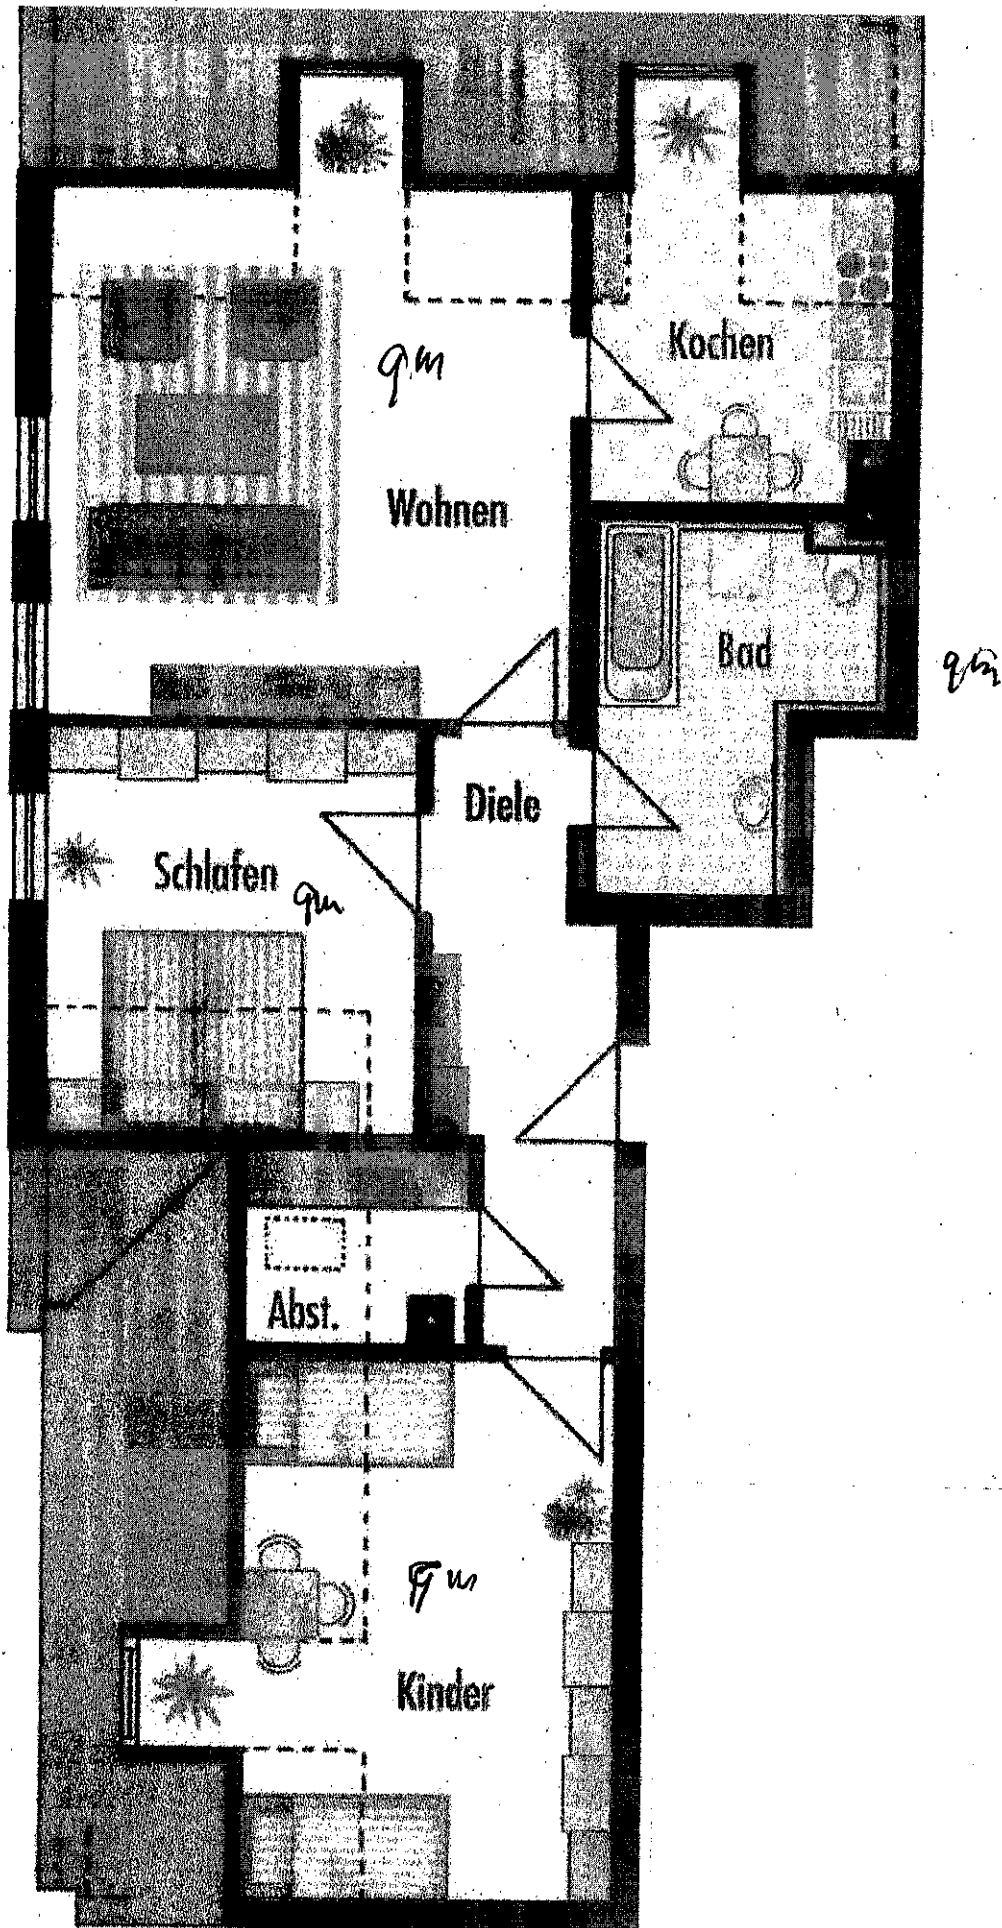 Kochen
qm
Wohnen
Bad
qm
Diele
Schlafen
qm
Abst.
qm
Kinder